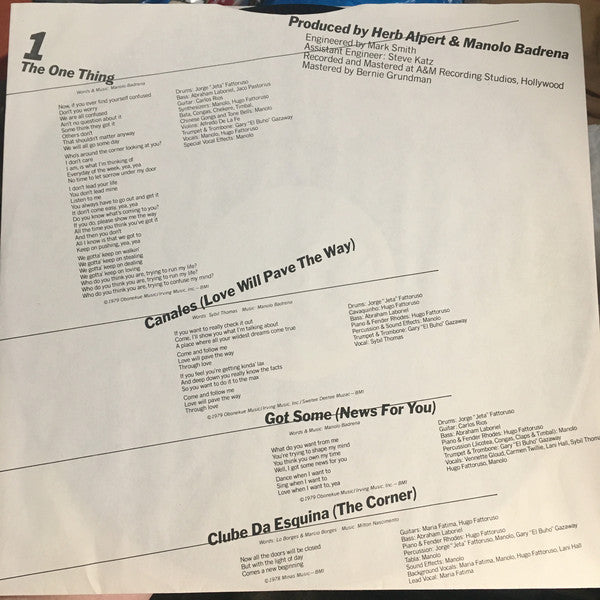 1
The One Thing
Words & Music: Manolo Badrena
Now, if you ever find yourself confused
Don't you worry
We are all confused
Ain't no question about it
Some think they got it
Others don't
That shouldn't matter anyway
We will all go some day
Who's around the corner looking at you?
I don't care
I am, is what I'm thinking of
Everyday of the week, yea, yea
No time to let sorrow under my door
I don't lead your life
You don't lead mine
Listen to me
You always have to go out and get it
It don't come easy, yea, yea
Do you know what's coming to you?
If you do, please show me the way
All the time you think you've got it
And then you don't
All I know is that we got to
Keep on pushing, yea, yea
We gotta' keep on walkin'
We gotta' keep on stealing
We gotta' keep on dealing
We gotta' keep on loving
Who do you think you are, trying to run my life?
Who do you think you are, trying to run my life?
Who do you think you are, trying to confuse my mind?
©1979 Obonekue Music/Irving Music, Inc.—BMI
Drums: Jorge "Jeta" Fattoruso
Bass: Abraham Laboriel, Jaco Pastorius
Guitar: Carlos Rios
Synthesizers: Manolo, Hugo Fattoruso
Bata, Congas, Chekere, Timbal,
Chinese Gongs and Tone Bells: Manolo
Violins: Alfredo De La Fe
Trumpet & Trombone: Gary "El Buho" Gazaway
Vocals: Manolo, Hugo Fattoruso
Special Vocal Effects: Manolo
Produced by Herb Alpert & Manolo Badrena
Engineered by Mark Smith
Assistant Engineer: Steve Katz
Recorded and Mastered at A&M Recording Studios, Hollywood
Mastered by Bernie Grundman
Canales (Love Will Pave The Way)
Words: Sybil Thomas Music: Manolo Badrena
If you want to really check it out
Come, I'll show you what I'm talking about
A place where all your wildest dreams come true
Come and follow me
Love will pave the way
Through love
If you feel you're getting kinda' lax
And deep down you really know the facts
So you want to do it to the max
Come and follow me
Love will pave the way
Through love
©1979 Obonekue Music/Irving Music, Inc./Sweetee Deetee Muzac—BMI
Drums: Jorge "Jeta" Fattoruso
Cavaquinho: Hugo Fattoruso
Bass: Abraham Laboriel
Piano & Fender Rhodes: Hugo Fattoruso
Percussion & Sound Effects: Manolo
Trumpet & Trombone: Gary "El Buho" Gazaway
Vocal: Sybil Thomas
Got Some (News For You)
Words & Music: Manolo Badrena
What do you want from me
You're trying to shape my mind
You think you own my time
Well, I got some news for you
Dance when I want to
Sing when I want to
Love when I want to, yea
©1979 Obonekue Music/Irving Music, Inc.—BMI
Drums: Jorge "Jeta" Fattoruso
Guitar: Carlos Rios
Bass: Abraham Laboriel
Piano & Fender Rhodes: Hugo Fattoruso
Percussion (Jicotea, Congas, Claps & Timbal): Manolo
Trumpet & Trombone: Gary "El Buho" Gazaway
Vocals: Vennette Gloud, Carmen Twillie, Lani Hall, Sybil Thomas,
Hugo Fattoruso, Manolo
Clube Da Esquina (The Corner)
Words: Lo Borges & Marcio Borges Music: Milton Nascimento
Now all the doors will be closed
But with the light of day
Comes a new beginning
©1978 Minas Music—BMI
Guitars: Maria Fatima, Hugo Fattoruso
Bass: Abraham Laboriel
Piano & Fender Rhodes: Hugo Fattoruso
Percussion: Jorge "Jeta" Fattoruso, Manolo, Gary "El Buho" Gazaway
Tabla: Manolo
Sound Effects: Manolo
Background Vocals: Maria Fatima, Manolo, Hugo Fattoruso, Lani Hall
Lead Vocal: Maria Fatima